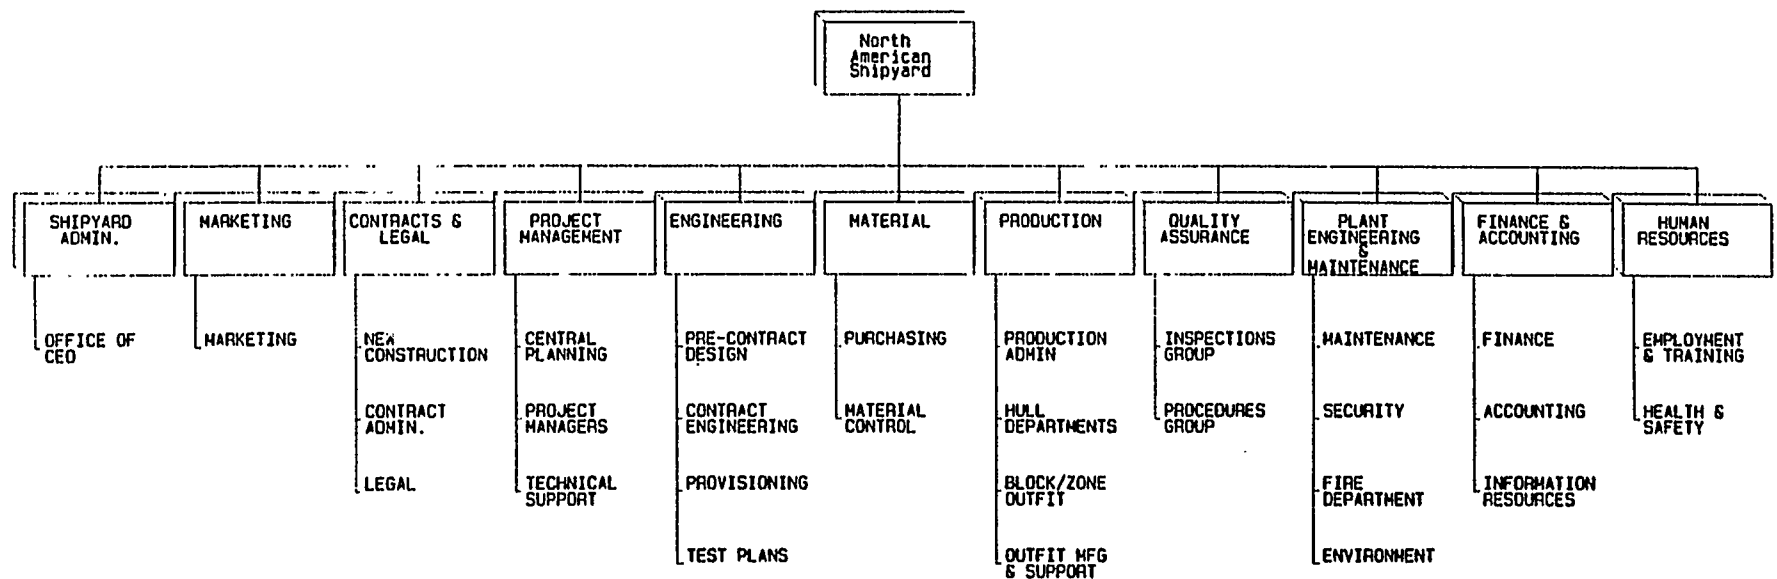 North
American
Shipyard
SHIPYARD
ADMIN.
MARKETING
CONTRACTS &
LEGAL
PROJECT
MANAGEMENT
ENGINEERING
MATERIAL
PRODUCTION
QUALITY
ASSURANCE
PLANT
ENGINEERING
&
MAINTENANCE
FINANCE &
ACCOUNTING
HUMAN
RESOURCES
OFFICE OF
CEO
MARKETING
NEW
CONSTRUCTION
CONTRACT
ADMIN.
LEGAL
CENTRAL
PLANNING
PROJECT
MANAGERS
TECHNICAL
SUPPORT
PRE-CONTRACT
DESIGN
CONTRACT
ENGINEERING
PROVISIONING
TEST PLANS
PURCHASING
MATERIAL
CONTROL
PRODUCTION
ADMIN
HULL
DEPARTMENTS
BLOCK/ZONE
OUTFIT
OUTFIT MFG
& SUPPORT
INSPECTIONS
GROUP
PROCEDURES
GROUP
MAINTENANCE
SECURITY
FIRE
DEPARTMENT
ENVIRONMENT
FINANCE
ACCOUNTING
INFORMATION
RESOURCES
EMPLOYMENT
& TRAINING
HEALTH &
SAFETY